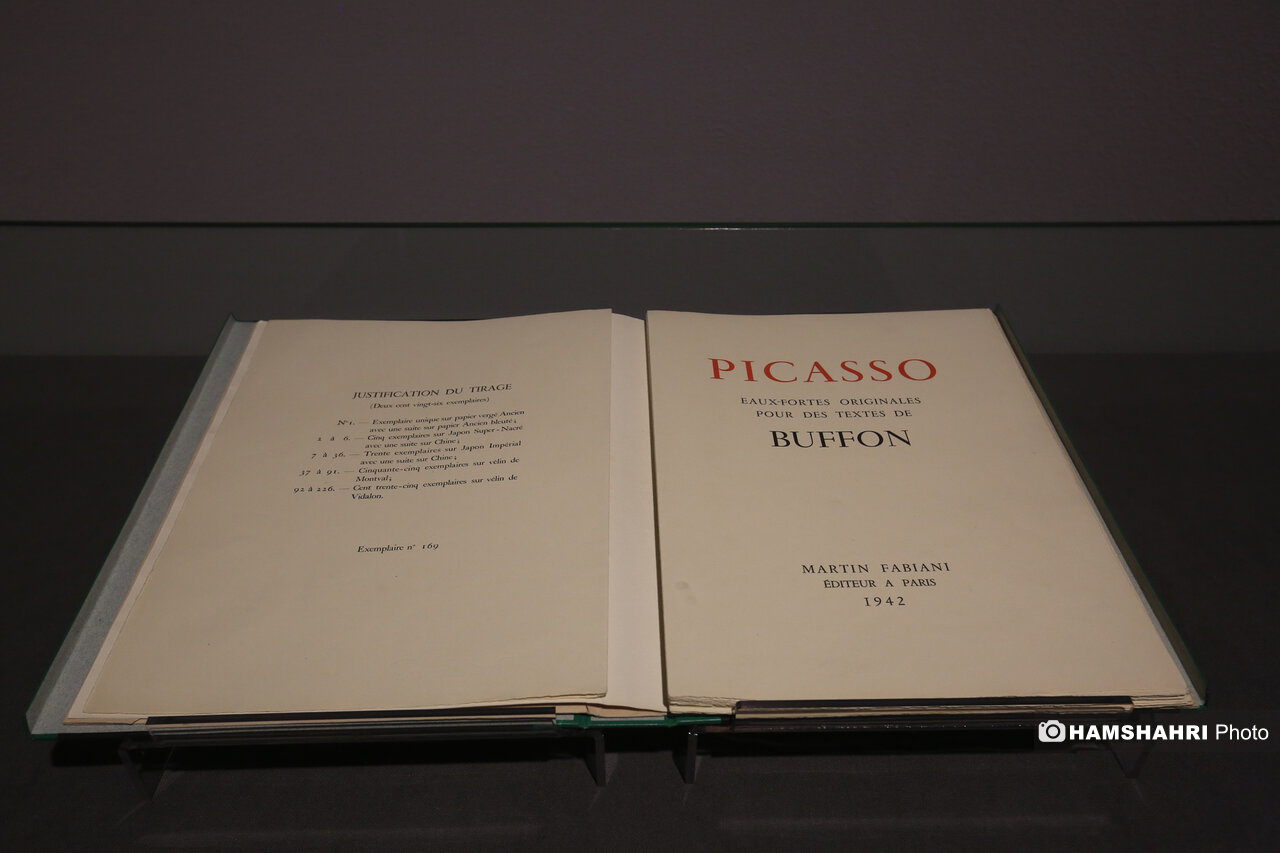 JUSTIFICATION DU TIRAGE
(Deux cent vingt-six exemplaires)
N° 1. — Exemplaire unique sur papier vergé Ancien
avec une suite sur papier Ancien bleuté;
2 à 6. — Cinq exemplaires sur Japon Super-Nacré
avec une suite sur Chine;
7 à 36. — Trente exemplaires sur Japon Impérial
avec une suite sur Chine;
37 à 91. — Cinquante-cinq exemplaires sur vélin de
Montval;
92 à 226. — Cent trente-cinq exemplaires sur vélin de
Vidalon.
Exemplaire n° 169
PICASSO
EAUX-FORTES ORIGINALES
POUR DES TEXTES DE
BUFFON
MARTIN FABIANI
ÉDITEUR A PARIS
1942
HAMSHAHRI Photo